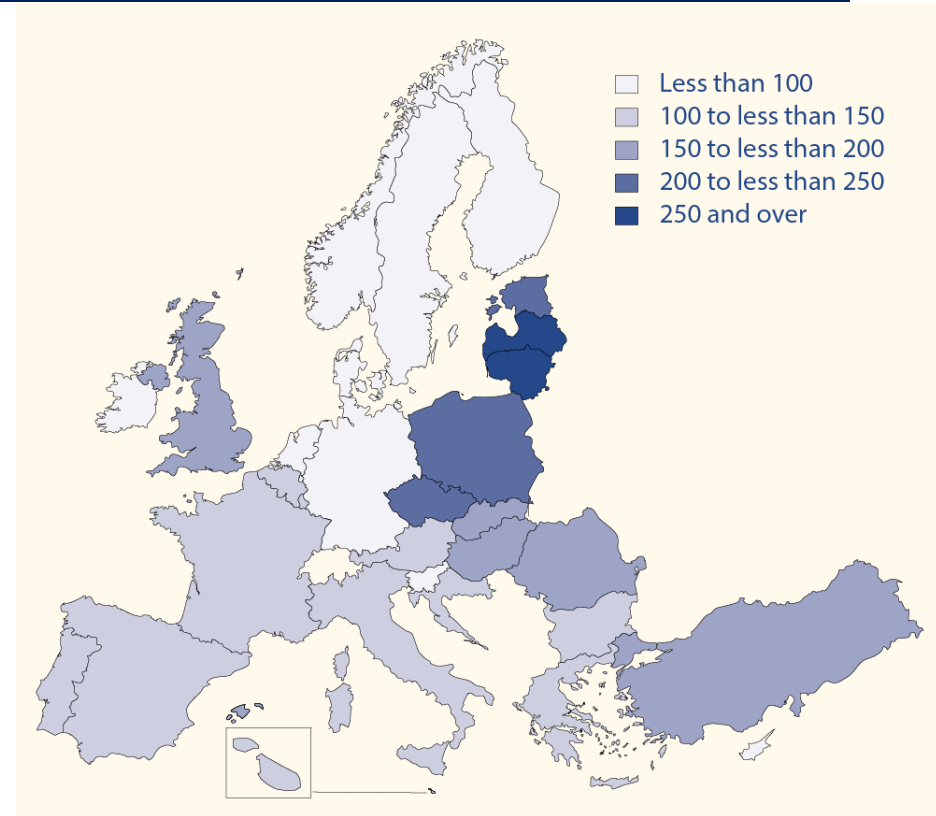 Less than 100
100 to less than 150
150 to less than 200
200 to less than 250
250 and over